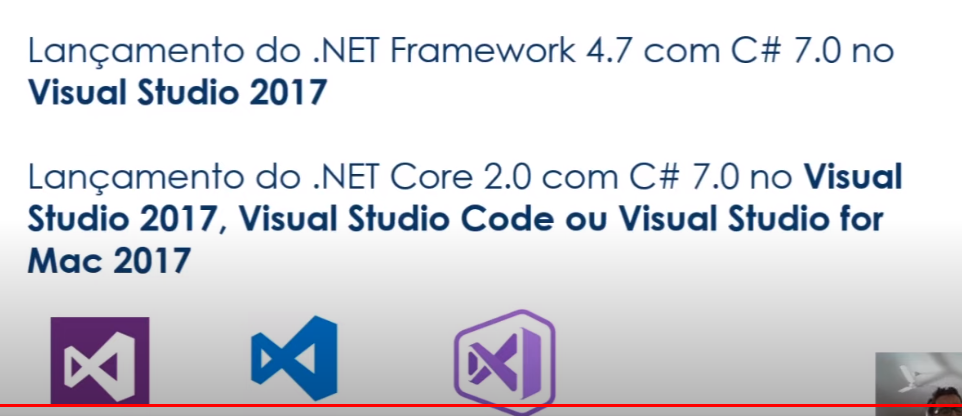 Lançamento do .NET Framework 4.7 com C# 7.0 no
Visual Studio 2017
Lançamento do .NET Core 2.0 com C# 7.0 no Visual
Studio 2017, Visual Studio Code ou Visual Studio for
Mac 2017